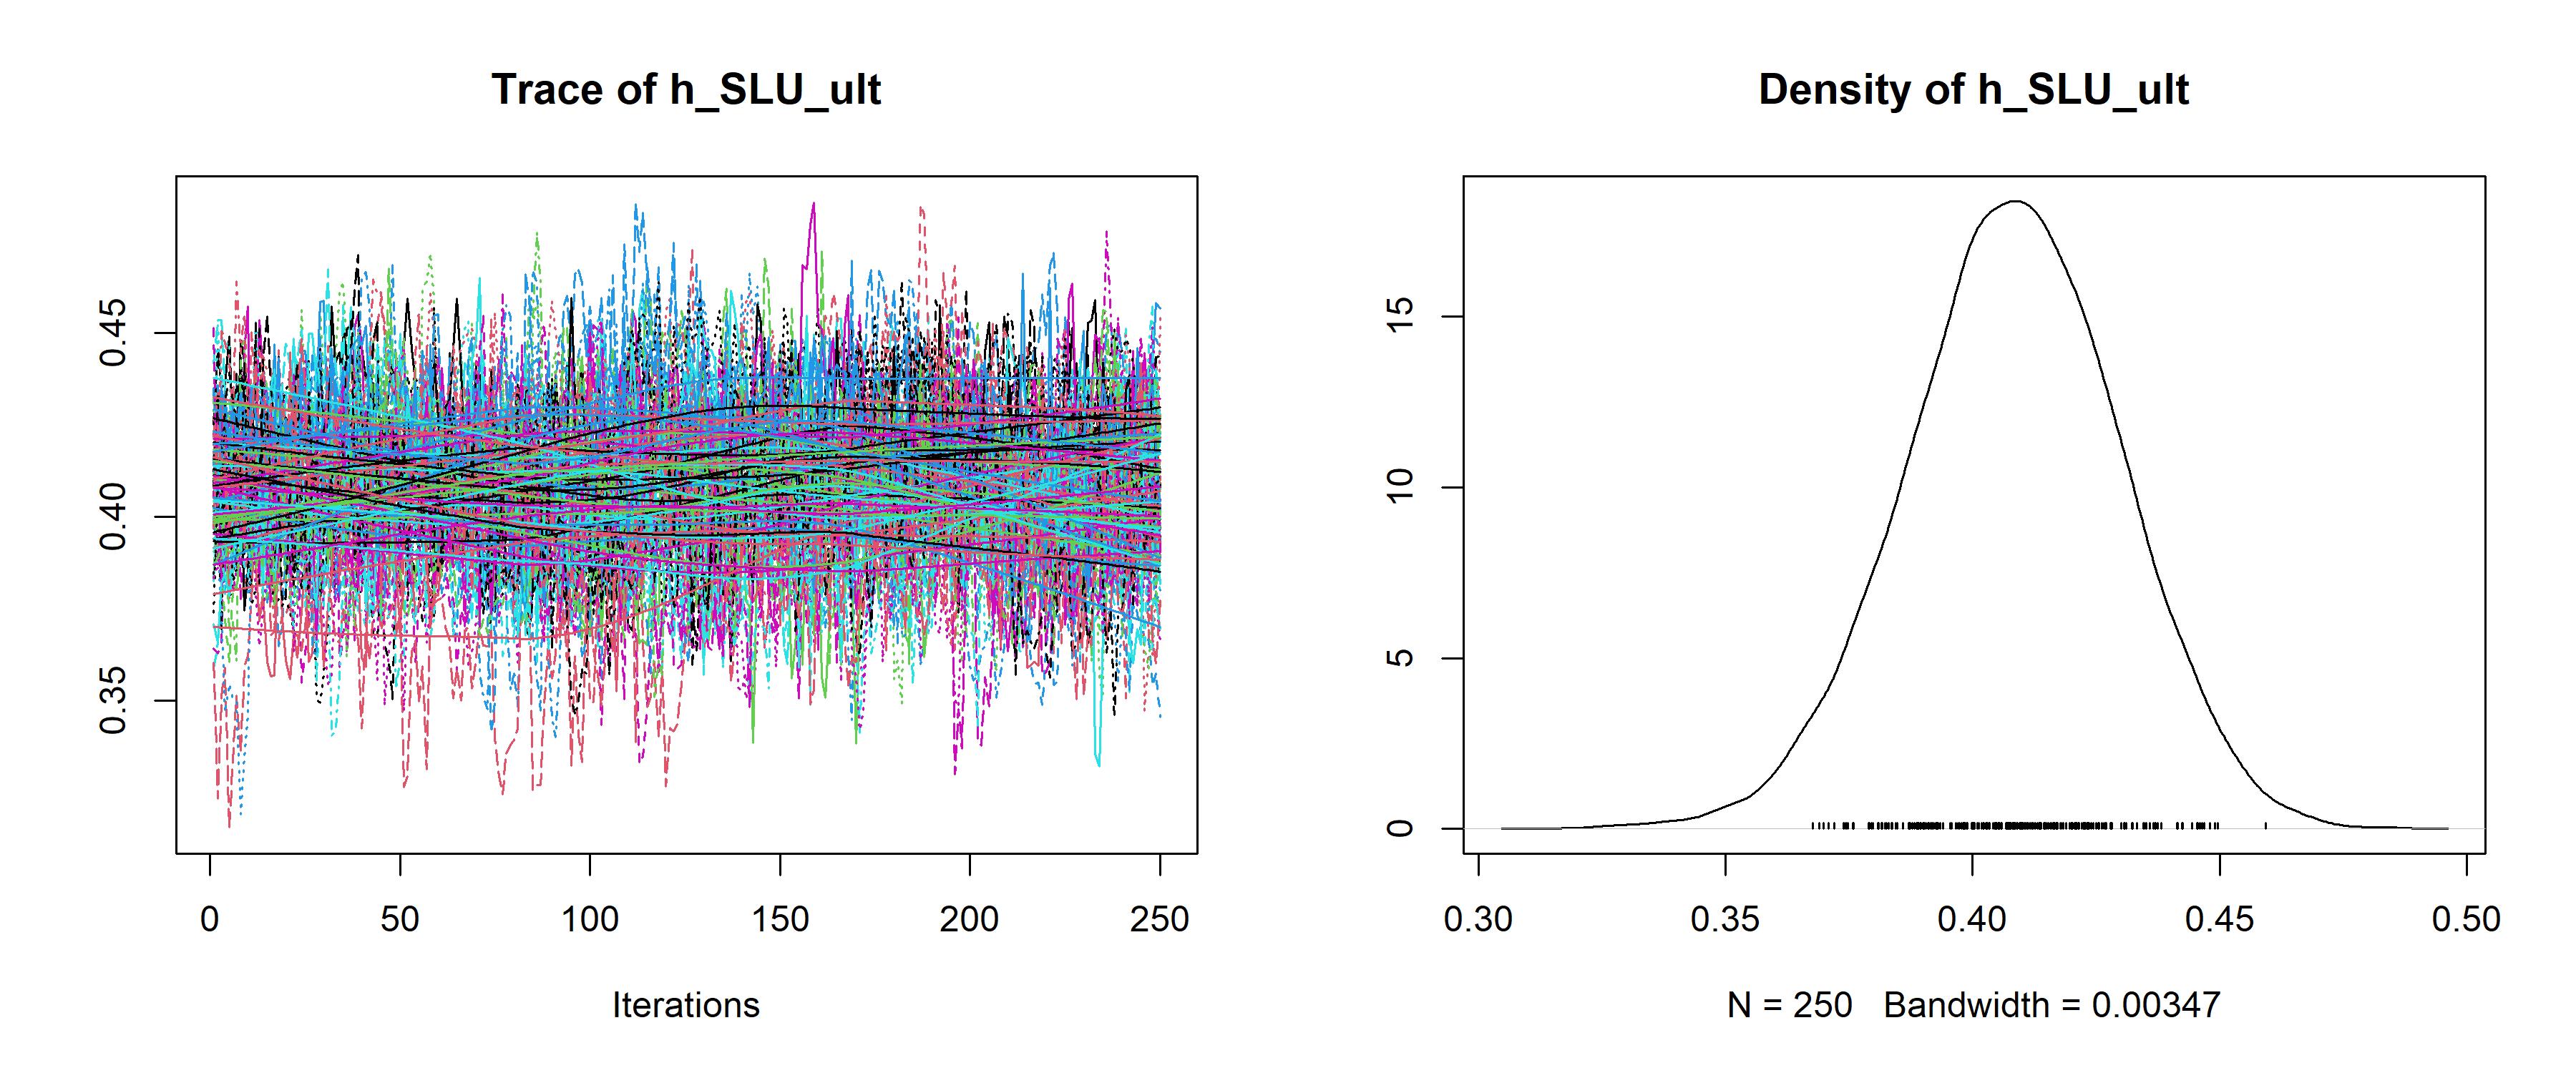 Trace of h_SLU_ult
0.45
0.40
0.35
0 50 100 150 200 250
Iterations
Density of h_SLU_ult
15
10
5
0
0.30 0.35 0.40 0.45 0.50
N = 250 Bandwidth = 0.00347